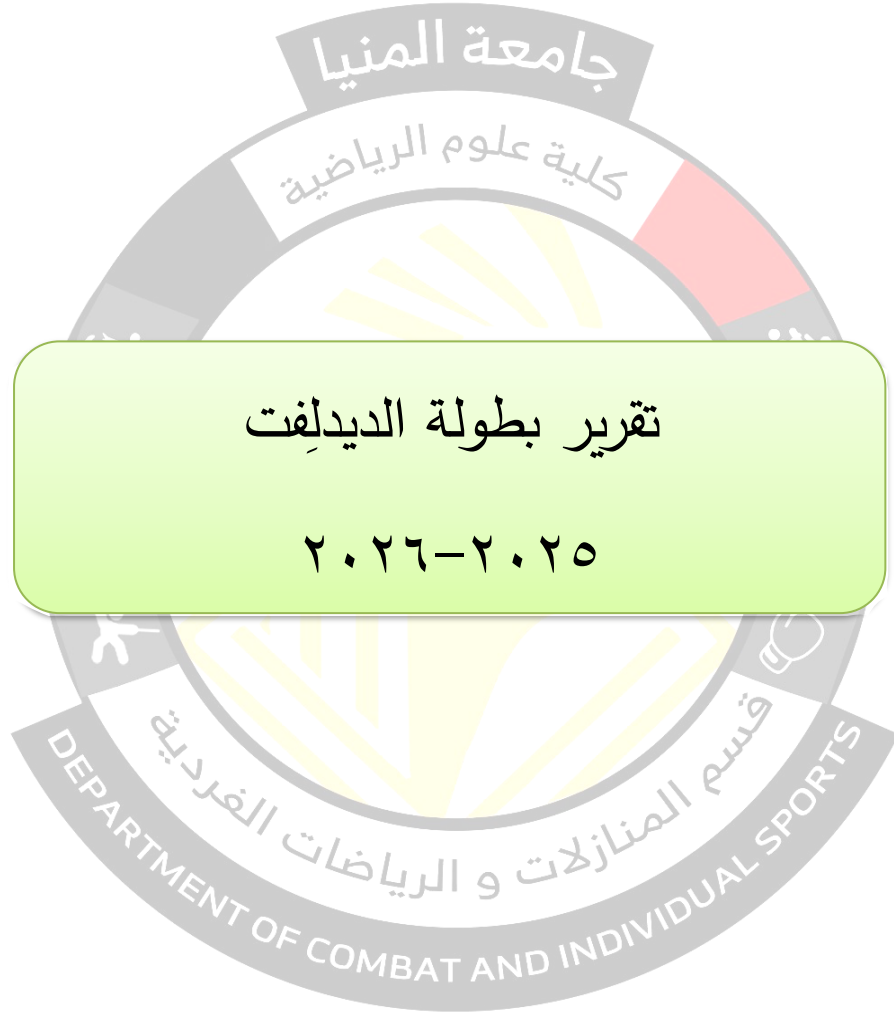 جامعة المنيا
كلية علوم الرياضية
تقرير بطولة الديدلِفت
٢٠٢٥-٢٠٢٦
قسم المنازلات و الرياضات الفردية
DEPARTMENT OF COMBAT AND INDIVIDUAL SPORTS